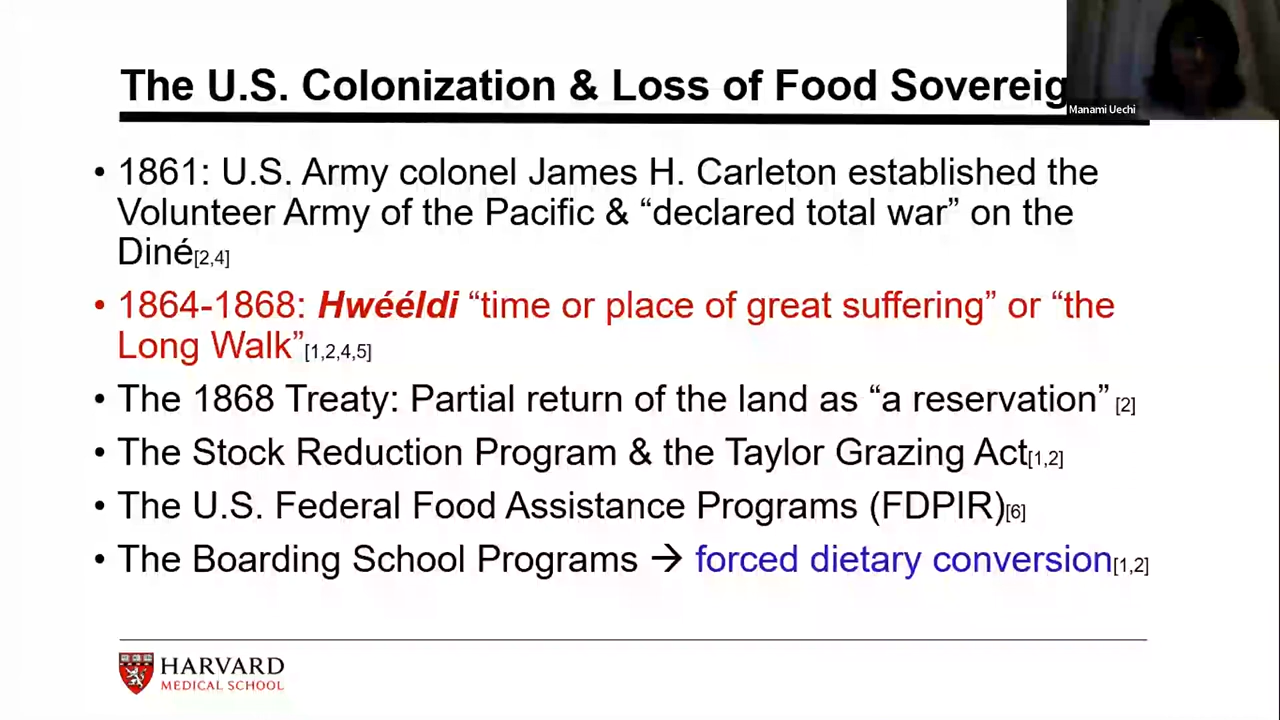 The U.S. Colonization & Loss of Food Sovereig
Manami Uechi
• 1861: U.S. Army colonel James H. Carleton established the
Volunteer Army of the Pacific & “declared total war” on the
Diné[2,4]
• 1864-1868: Hwééldi “time or place of great suffering” or “the
Long Walk”[1,2,4,5]
• The 1868 Treaty: Partial return of the land as “a reservation” [2]
• The Stock Reduction Program & the Taylor Grazing Act[1,2]
• The U.S. Federal Food Assistance Programs (FDPIR)[6]
• The Boarding School Programs → forced dietary conversion[1,2]
HARVARD
MEDICAL SCHOOL